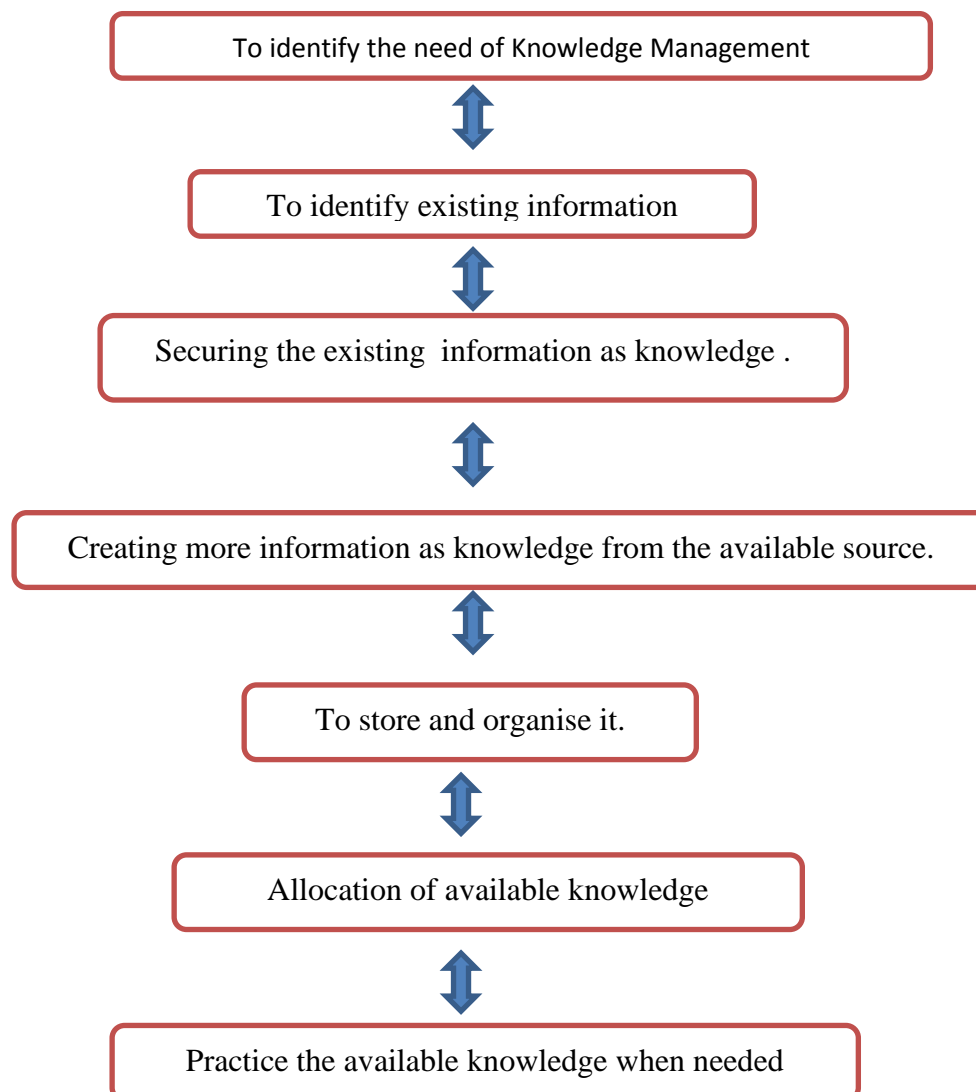 To identify the need of Knowledge Management
To identify existing information
Securing the existing  information as knowledge .
Creating more information as knowledge from the available source.
To store and organise it.
Allocation of available knowledge
Practice the available knowledge when needed